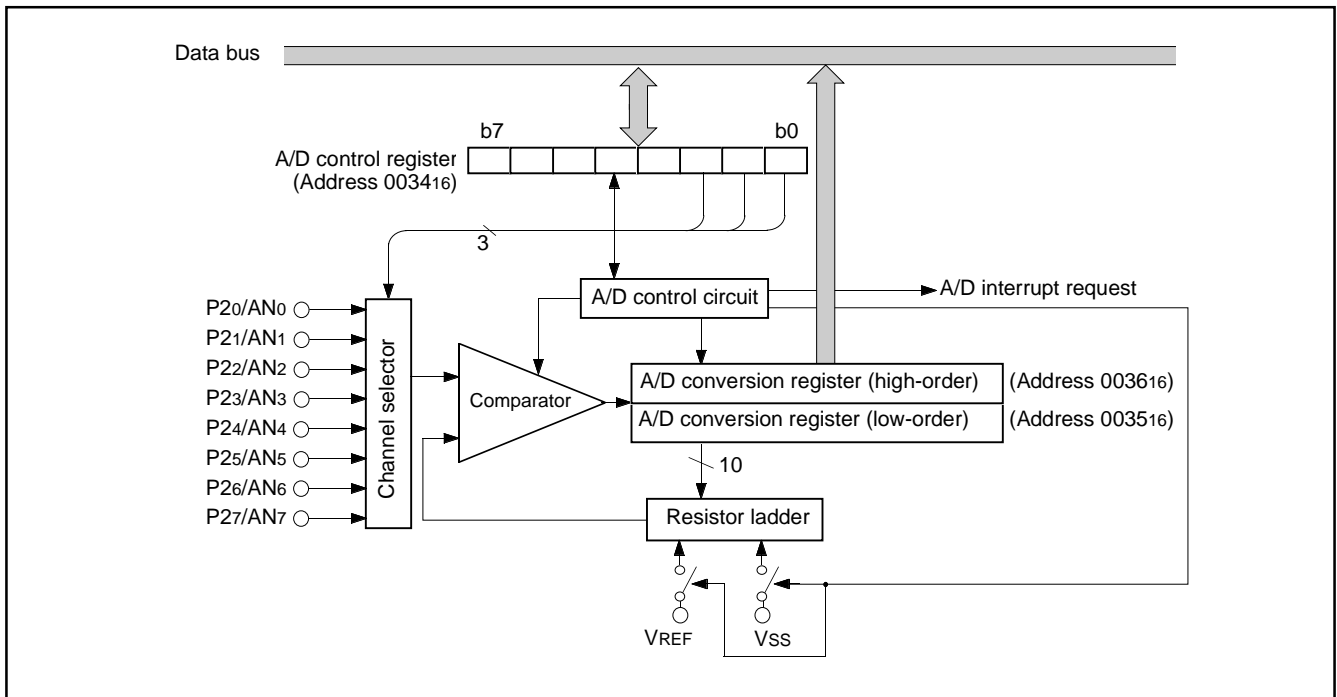 Data bus
b7 b0
A/D control register
(Address 003416)
3
A/D control circuit
A/D interrupt request
P20/AN0
P21/AN1
P22/AN2
P23/AN3
P24/AN4
P25/AN5
P26/AN6
P27/AN7
Channel selector
Comparator
A/D conversion register (high-order) (Address 003616)
A/D conversion register (low-order) (Address 003516)
10
Resistor ladder
VREF VSS